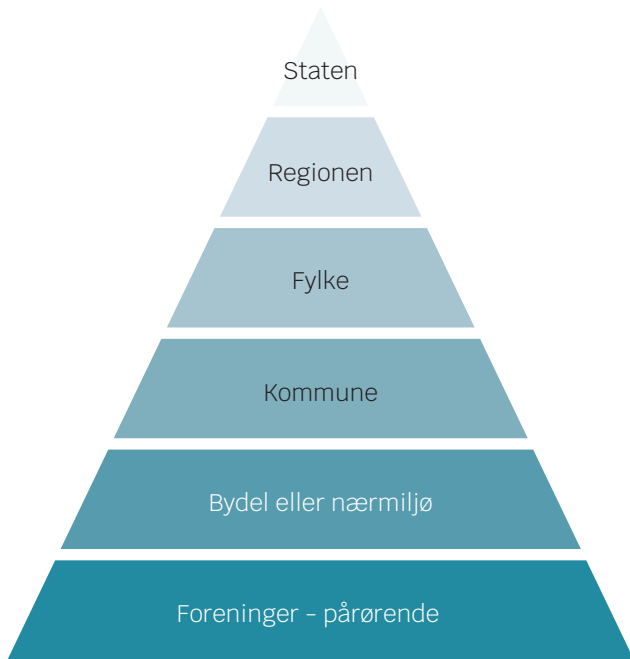 Staten
Regionen
Fylke
Kommune
Bydel eller nærmiljø
Foreninger - pårørende